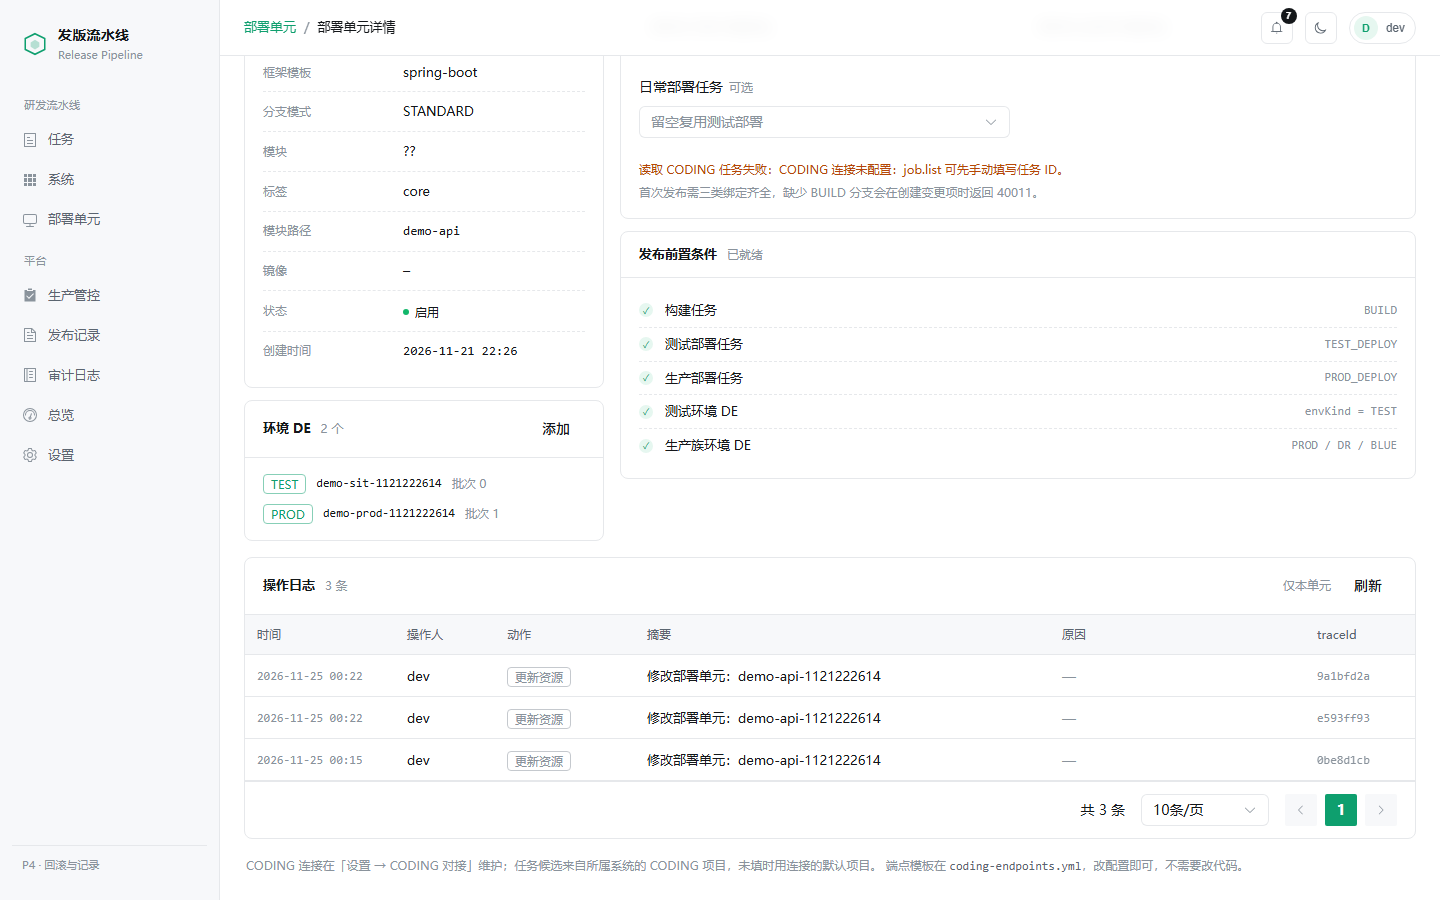 发版流水线
Release Pipeline
研发流水线
任务
系统
部署单元
平台
生产管控
发布记录
审计日志
总览
设置
P4 · 回滚与记录
部署单元 / 部署单元详情
7
D dev
框架模板 spring-boot
分支模式 STANDARD
模块 ??
标签 core
模块路径 demo-api
镜像 —
状态 启用
创建时间 2026-11-21 22:26
环境 DE 2 个 添加
TEST demo-sit-1121222614 批次 0
PROD demo-prod-1121222614 批次 1
日常部署任务 可选
留空复用测试部署
读取 CODING 任务失败：CODING 连接未配置：job.list 可先手动填写任务 ID。
首次发布需三类绑定齐全，缺少 BUILD 分支会在创建变更项时返回 40011。
发布前置条件 已就绪
构建任务 BUILD
测试部署任务 TEST_DEPLOY
生产部署任务 PROD_DEPLOY
测试环境 DE envKind = TEST
生产族环境 DE PROD / DR / BLUE
操作日志 3 条 仅本单元 刷新
时间 操作人 动作 摘要 原因 traceId
2026-11-25 00:22 dev 更新资源 修改部署单元：demo-api-1121222614 — 9a1bfd2a
2026-11-25 00:22 dev 更新资源 修改部署单元：demo-api-1121222614 — e593ff93
2026-11-25 00:15 dev 更新资源 修改部署单元：demo-api-1121222614 — 0be8d1cb
共 3 条 10条/页 1
CODING 连接在「设置 → CODING 对接」维护；任务候选来自所属系统的 CODING 项目，未填时用连接的默认项目。 端点模板在 coding-endpoints.yml，改配置即可，不需要改代码。